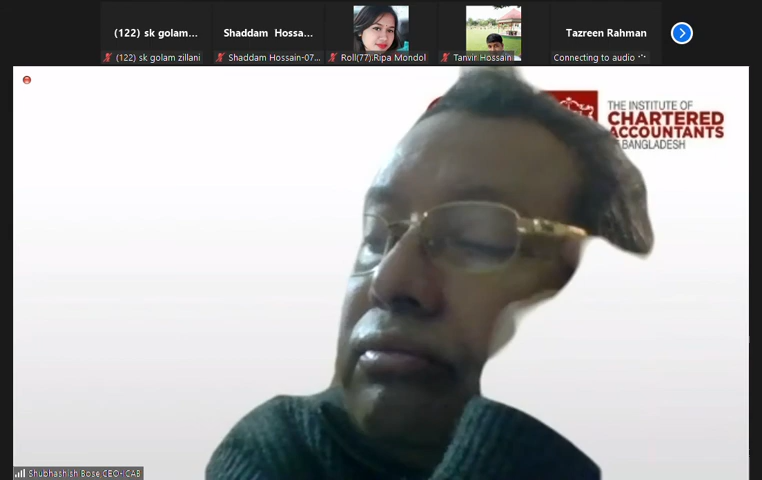 (122) sk golam...
Shaddam Hossa...
Tazreen Rahman
(122) sk golam zillani
Shaddam Hossain-07...
Roll(77).Ripa Mondol
Tanvir Hossain
Connecting to audio ···
THE INSTITUTE OF
CHARTERED
ACCOUNTANTS
BANGLADESH
Shubhashish Bose,CEO-ICAB